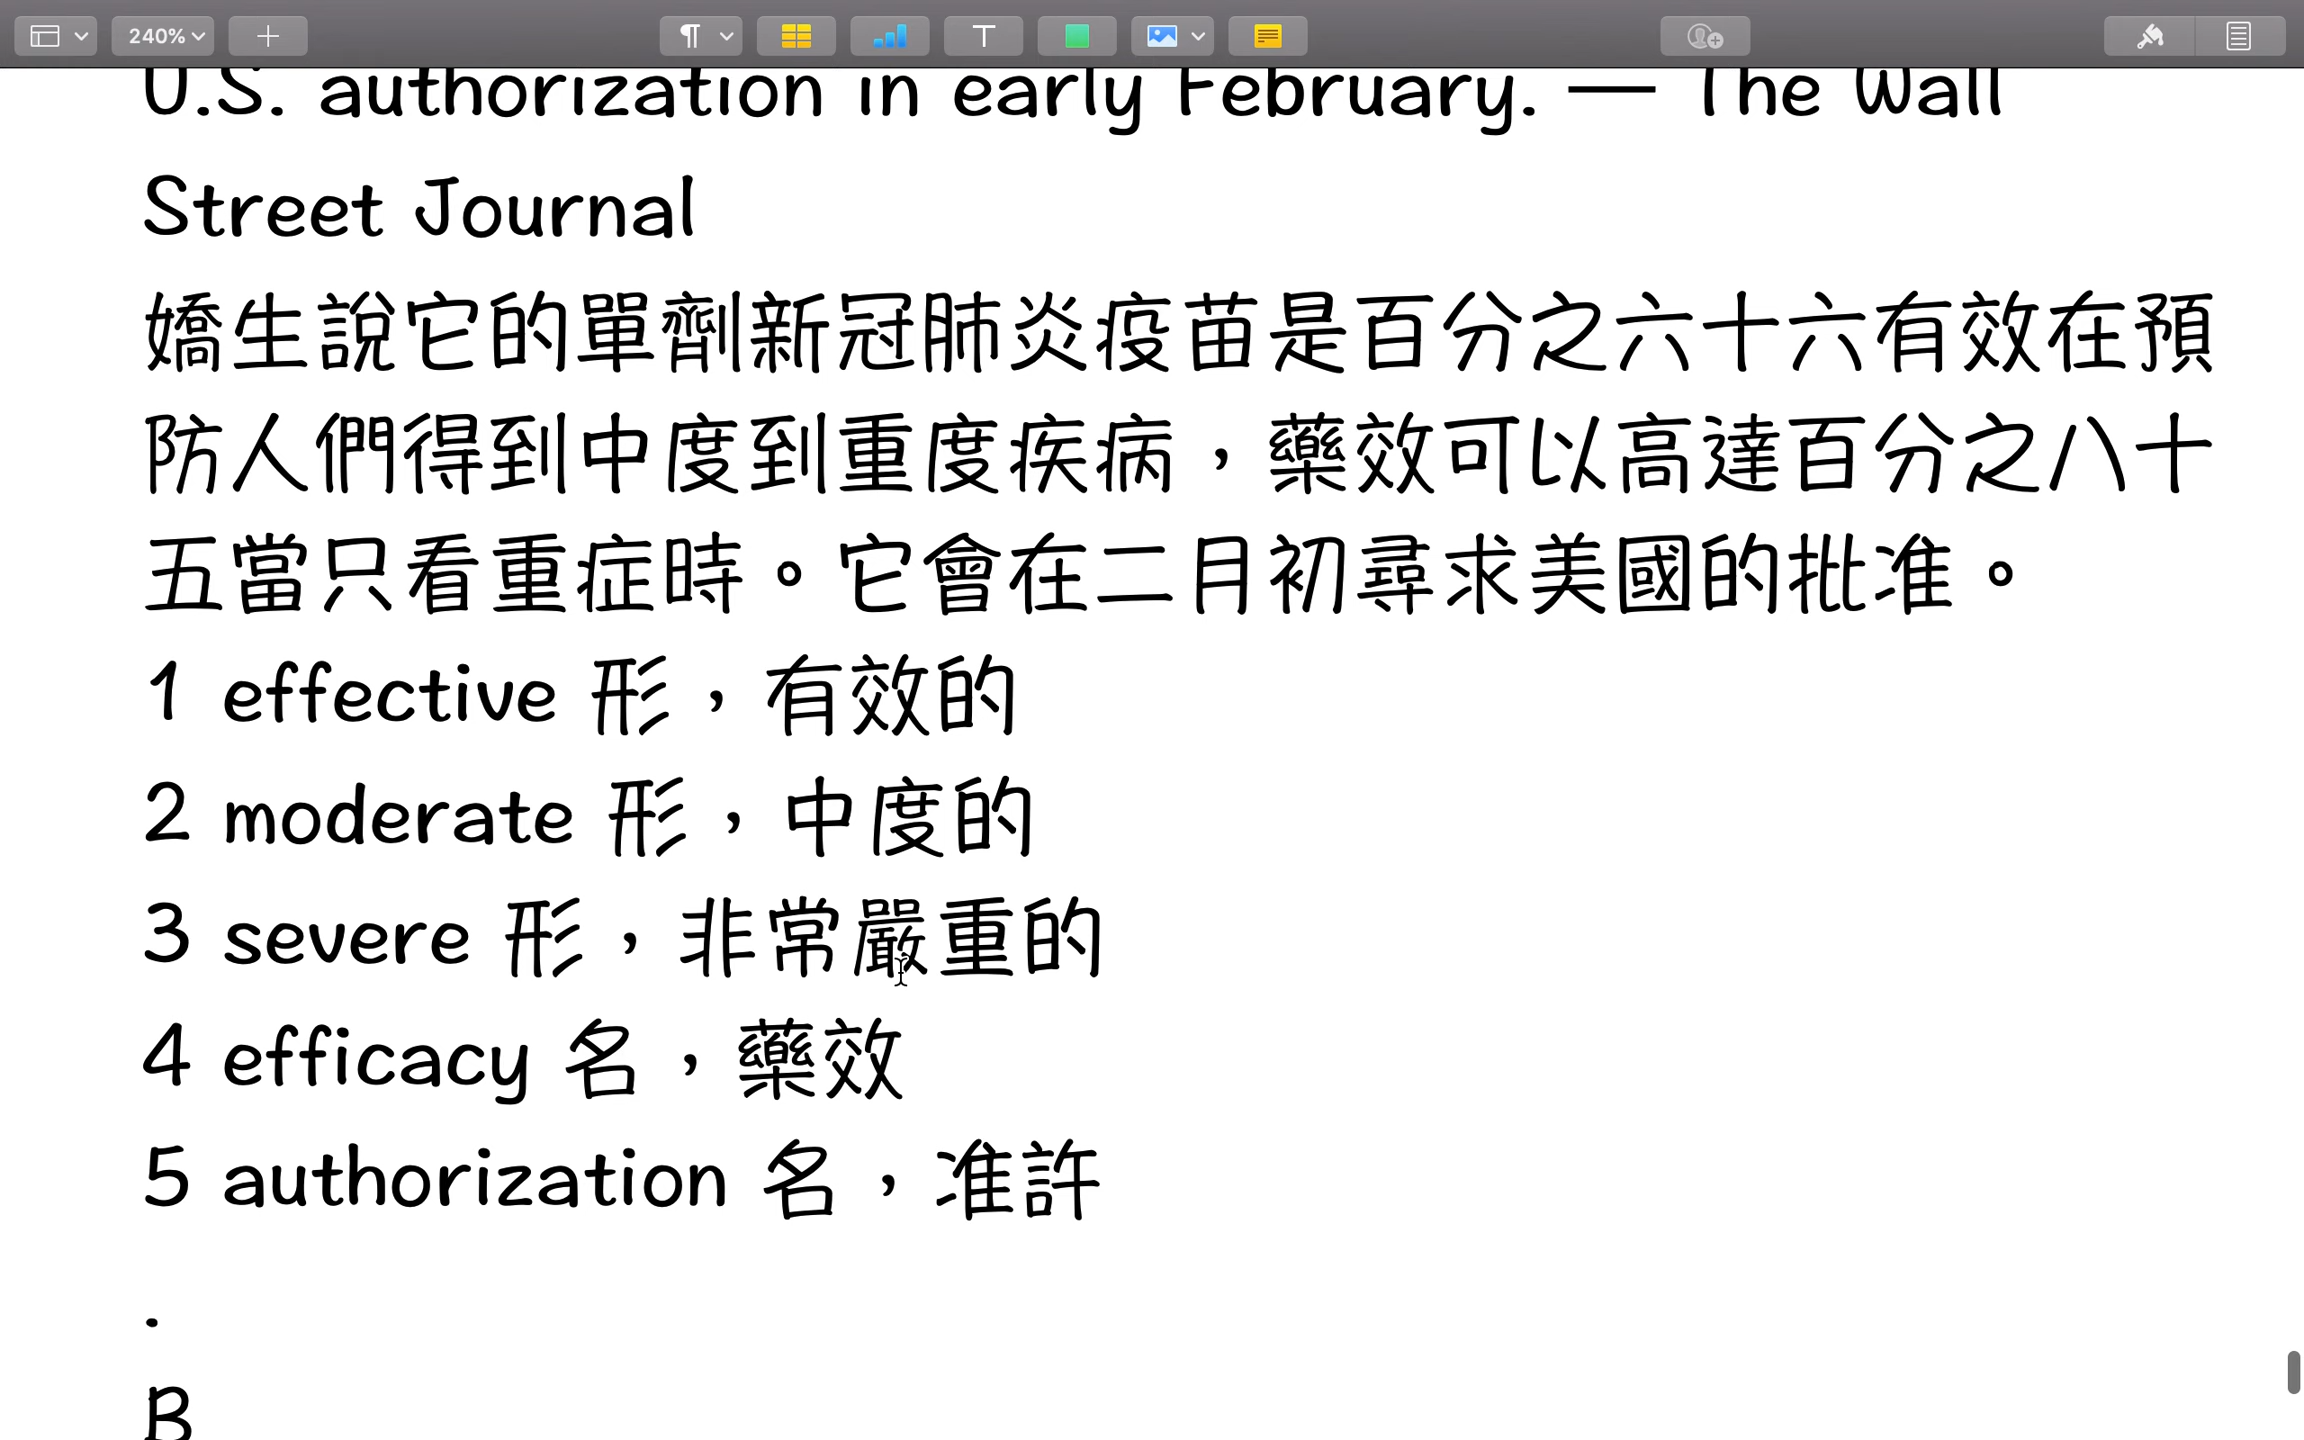 240%
U.S. authorization in early February. — The Wall
Street Journal
嬌生說它的單劑新冠肺炎疫苗是百分之六十六有效在預
防人們得到中度到重度疾病，藥效可以高達百分之八十
五當只看重症時。它會在二月初尋求美國的批准。
1 effective 形，有效的
2 moderate 形，中度的
3 severe 形，非常嚴重的
4 efficacy 名，藥效
5 authorization 名，准許
.
B